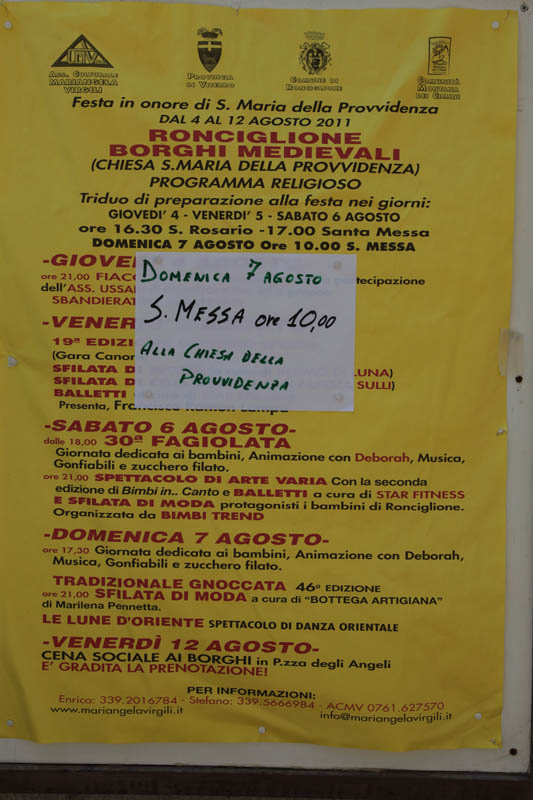 Ass. Culturale
Mariangela
Virgili
Provincia
di Viterbo
Comune di
Ronciglione
Comunità
Montana
dei Cimini
Festa in onore di S. Maria della Provvidenza
DAL 4 AL 12 AGOSTO 2011
RONCIGLIONE
BORGHI MEDIEVALI
(CHIESA S.MARIA DELLA PROVVIDENZA)
PROGRAMMA RELIGIOSO
Triduo di preparazione alla festa nei giorni:
GIOVEDI' 4 - VENERDI' 5 - SABATO 6 AGOSTO
ore 16.30 S. Rosario -17.00 Santa Messa
DOMENICA 7 AGOSTO Ore 10.00 S. MESSA
-GIOVE
ore 21,00 FIACC tecipazione
dell'ASS. USSA
SBANDIERAT
DOMENICA 7 AGOSTO
S. MESSA ore 10,00
ALLA CHIESA DELLA
PROVVIDENZA
-VENER
19ª EDIZI
(Gara Canor
SFILATA D LUNA)
SFILATA D SULLI)
BALLETTI
Presenta,
-SABATO 6 AGOSTO-
dalle 18,00 30ª FAGIOLATA
Giornata dedicata ai bambini, Animazione con Deborah, Musica,
Gonfiabili e zucchero filato.
ore 21,00 SPETTACOLO DI ARTE VARIA Con la seconda
edizione di Bimbi in.. Canto e BALLETTI a cura di STAR FITNESS
E SFILATA DI MODA protagonisti i bambini di Ronciglione.
Organizzata da BIMBI TREND
-DOMENICA 7 AGOSTO-
ore 17,30 Giornata dedicata ai bambini, Animazione con Deborah,
Musica, Gonfiabili e zucchero filato.
TRADIZIONALE GNOCCATA 46ª EDIZIONE
ore 21,00 SFILATA DI MODA a cura di "BOTTEGA ARTIGIANA"
di Marilena Pennetta.
LE LUNE D'ORIENTE SPETTACOLO DI DANZA ORIENTALE
-VENERDÌ 12 AGOSTO-
CENA SOCIALE AI BORGHI in P.zza degli Angeli
E' GRADITA LA PRENOTAZIONE!
PER INFORMAZIONI:
Enrico: 339.2016784 - Stefano: 339.5666984 - ACMV 0761.627570
www.mariangelavirgili.it info@mariangelavirgili.it